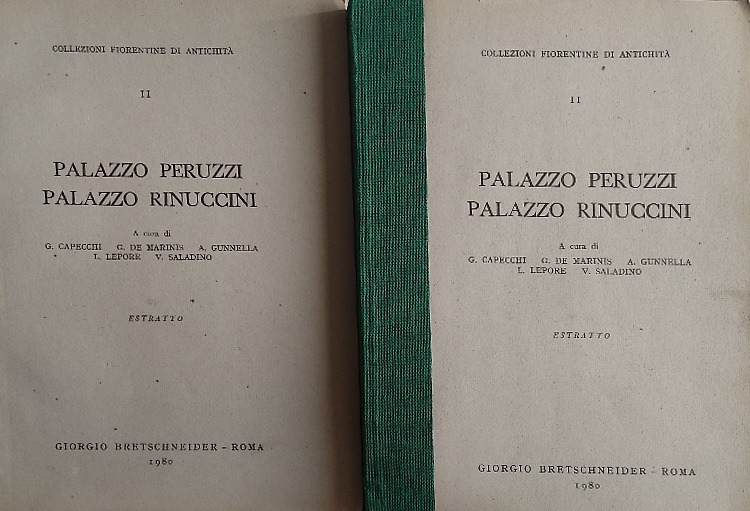 COLLEZIONI FIORENTINE DI ANTICHITÀ
II
PALAZZO PERUZZI
PALAZZO RINUCCINI
A cura di
G. CAPECCHI G. DE MARINIS A. GUNNELLA
L. LEPORE V. SALADINO
ESTRATTO
GIORGIO BRETSCHNEIDER - ROMA
1980
COLLEZIONI FIORENTINE DI ANTICHITÀ
II
PALAZZO PERUZZI
PALAZZO RINUCCINI
A cura di
G. CAPECCHI G. DE MARINIS A. GUNNELLA
L. LEPORE V. SALADINO
ESTRATTO
GIORGIO BRETSCHNEIDER - ROMA
1980